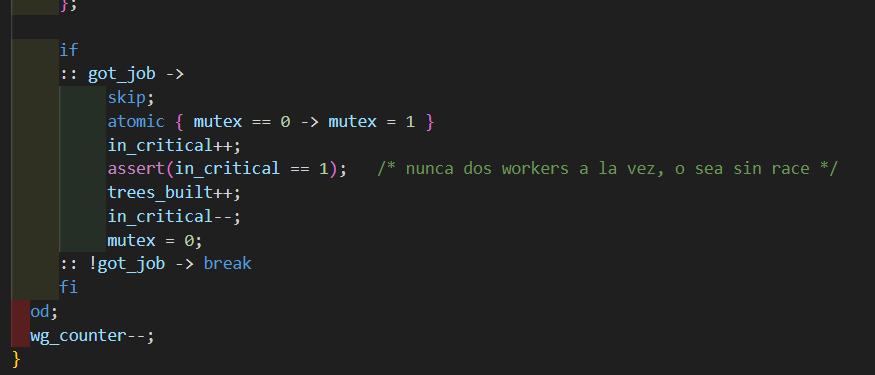 };
if
:: got_job ->
skip;
atomic { mutex == 0 -> mutex = 1 }
in_critical++;
assert(in_critical == 1);   /* nunca dos workers a la vez, o sea sin race */
trees_built++;
in_critical--;
mutex = 0;
:: !got_job -> break
fi
od;
wg_counter--;
}